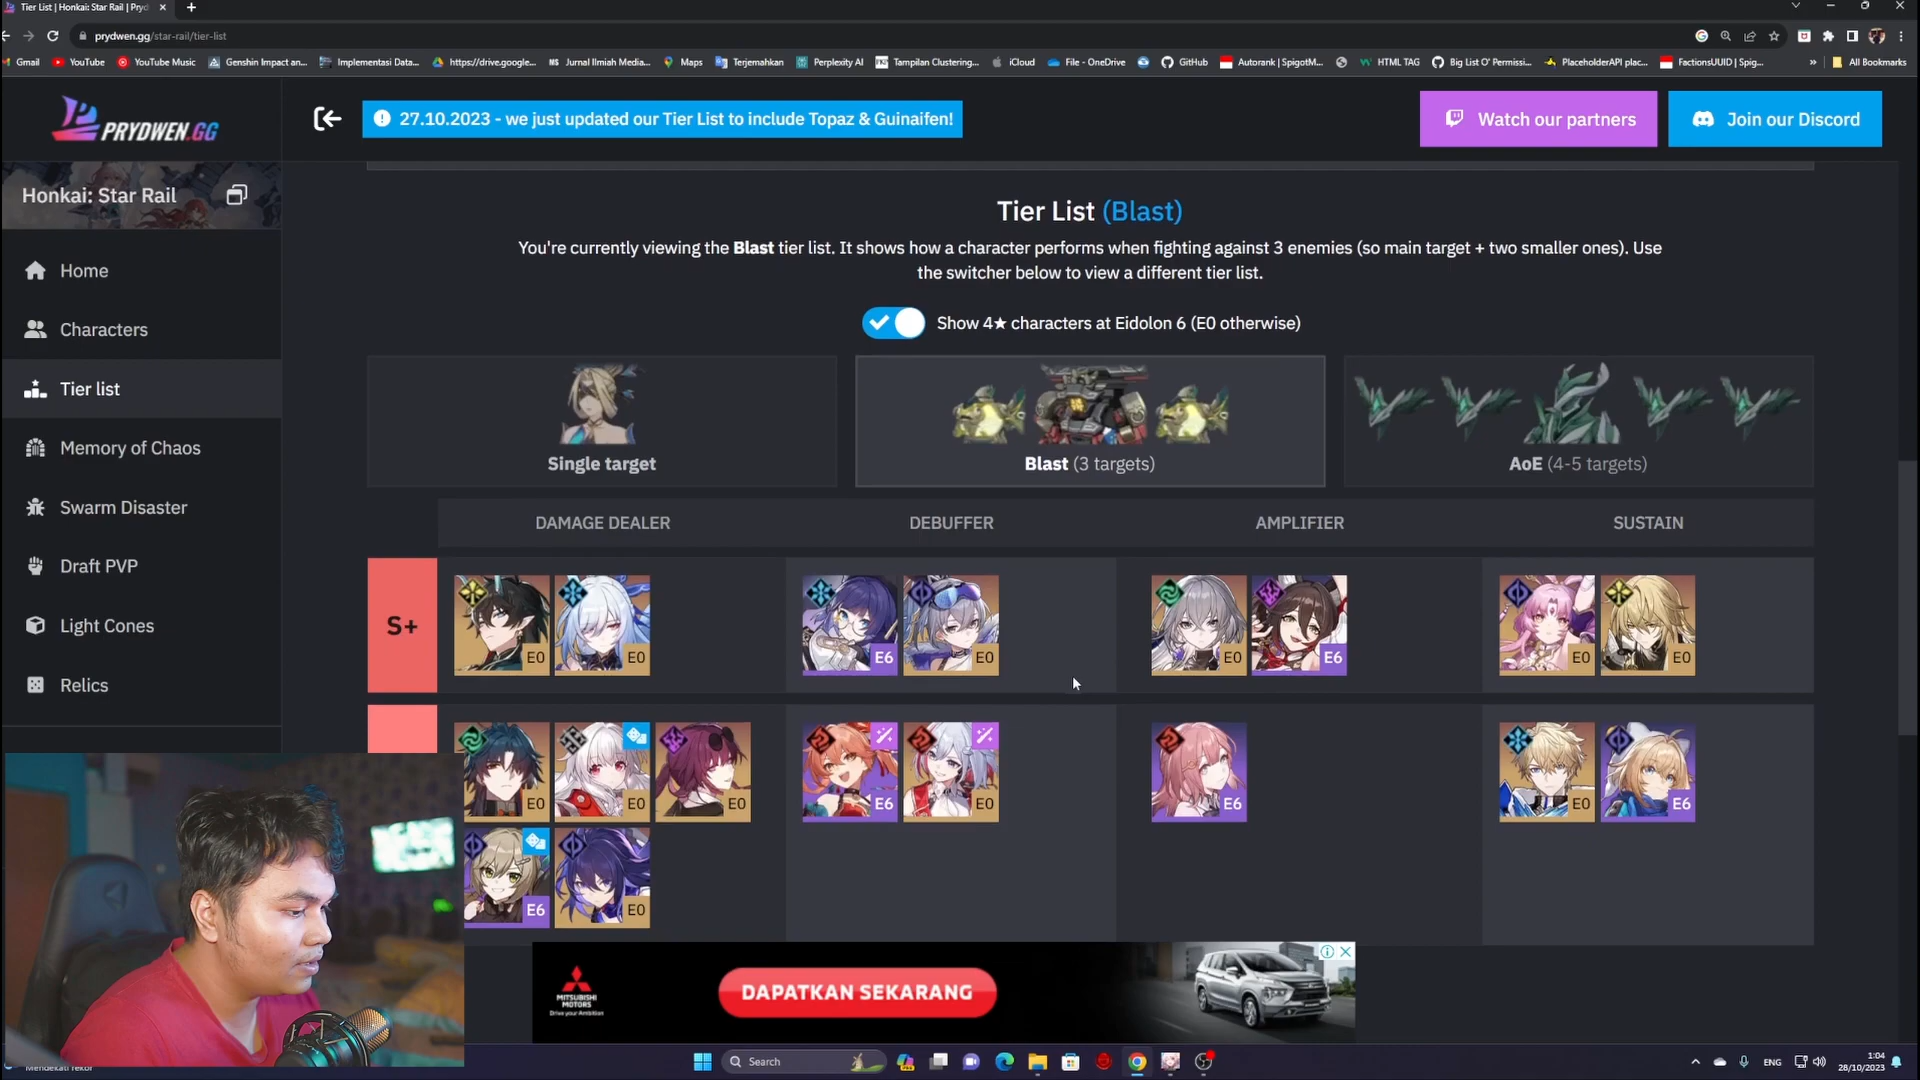 Tier List | Honkai: Star Rail | Pryd
prydwen.gg/star-rail/tier-list
Gmail YouTube YouTube Music Genshin Impact an... Implementasi Data... https://drive.google... Jurnal Ilmiah Media... Maps Terjemahkan Perplexity AI Tampilan Clustering... iCloud File - OneDrive GitHub Autorank | SpigotM... HTML TAG Big List O' Permissi... PlaceholderAPI plac... FactionsUUID | Spig... » All Bookmarks
PRYDWEN.GG
27.10.2023 - we just updated our Tier List to include Topaz & Guinaifen!
Watch our partners
Join our Discord
Honkai: Star Rail
Home
Characters
Tier list
Memory of Chaos
Swarm Disaster
Draft PVP
Light Cones
Relics
Tier List (Blast)
You're currently viewing the Blast tier list. It shows how a character performs when fighting against 3 enemies (so main target + two smaller ones). Use
the switcher below to view a different tier list.
Show 4★ characters at Eidolon 6 (E0 otherwise)
Single target
Blast (3 targets)
AoE (4-5 targets)
DAMAGE DEALER DEBUFFER AMPLIFIER SUSTAIN
S+
E0 E0 E6 E0 E0 E6 E0 E0
E0 E0 E0 E6 E0 E6 E0 E6
E6 E0
MITSUBISHI
MOTORS
Drive your Ambition
DAPATKAN SEKARANG
Mendekati rekor
Search
ENG
1:04
28/10/2023